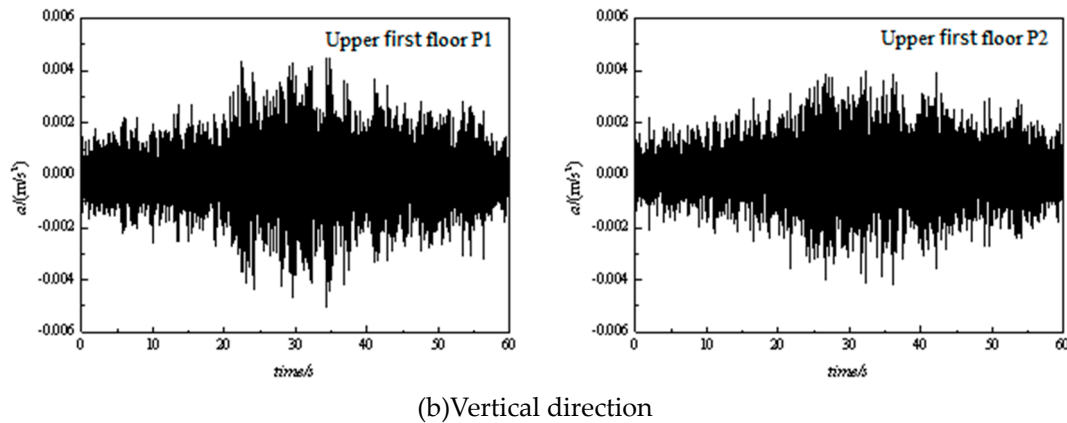 Upper first floor P1
0.006
0.004
0.002
0.000
-0.002
-0.004
-0.006
a/(m/s²)
0 10 20 30 40 50 60
time/s
Upper first floor P2
0.006
0.004
0.002
0.000
-0.002
-0.004
-0.006
a/(m/s²)
0 10 20 30 40 50 60
time/s
(b)Vertical direction